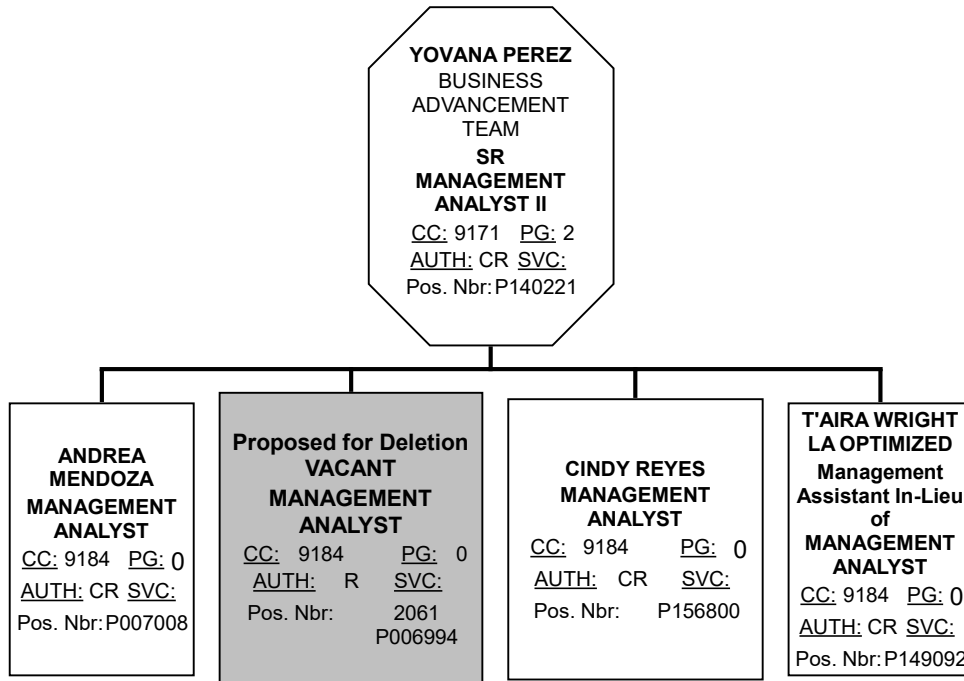 YOVANA PEREZ
BUSINESS
ADVANCEMENT
TEAM
SR
MANAGEMENT
ANALYST II
CC: 9171 PG: 2
AUTH: CR SVC:
Pos. Nbr: P140221
ANDREA
MENDOZA
MANAGEMENT
ANALYST
CC: 9184 PG: 0
AUTH: CR SVC:
Pos. Nbr: P007008
Proposed for Deletion
VACANT
MANAGEMENT
ANALYST
CC: 9184 PG: 0
AUTH: R SVC:
Pos. Nbr: 2061
P006994
CINDY REYES
MANAGEMENT
ANALYST
CC: 9184 PG: 0
AUTH: CR SVC:
Pos. Nbr: P156800
T'AIRA WRIGHT
LA OPTIMIZED
Management
Assistant In-Lieu
of
MANAGEMENT
ANALYST
CC: 9184 PG: 0
AUTH: CR SVC:
Pos. Nbr: P149092